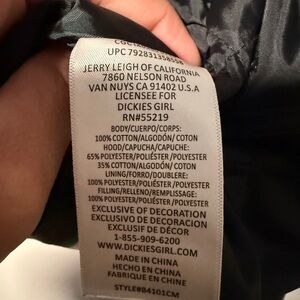 UPC 792831358558
JERRY LEIGH OF CALIFORNIA
7860 NELSON ROAD
VAN NUYS CA 91402 U.S.A
LICENSEE FOR
DICKIES GIRL
RN#55219
BODY/CUERPO/CORPS:
100% COTTON/ALGODÓN/ COTON
HOOD/CAPUCHA/CAPUCHE:
65% POLYESTER/POLIÉSTER/POLYESTER
35% COTTON/ALGODÓN/ COTON
LINING/FORRO/DOUBLERE:
100% POLYESTER/POLIÉSTER/POLYESTER
FILLING/RELLENO/REMPLISSAGE:
100% POLYESTER/POLIÉSTER/POLYESTER
EXCLUSIVE OF DECORATION
EXCLUSIVO DE DECORACION
EXCLUSIF DE DÉCOR
1-855-909-6200
WWW.DICKIESGIRL.COM
MADE IN CHINA
HECHO EN CHINA
FABRIQUE EN CHINE
STYLE#B4101CM